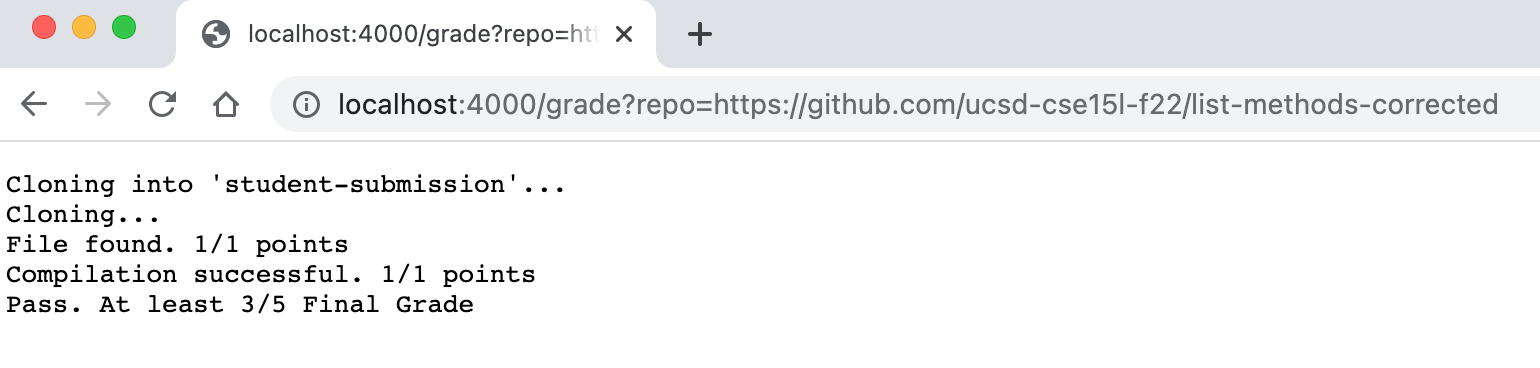 localhost:4000/grade?repo=htt
localhost:4000/grade?repo=https://github.com/ucsd-cse15l-f22/list-methods-corrected
Cloning into 'student-submission'...
Cloning...
File found. 1/1 points
Compilation successful. 1/1 points
Pass. At least 3/5 Final Grade